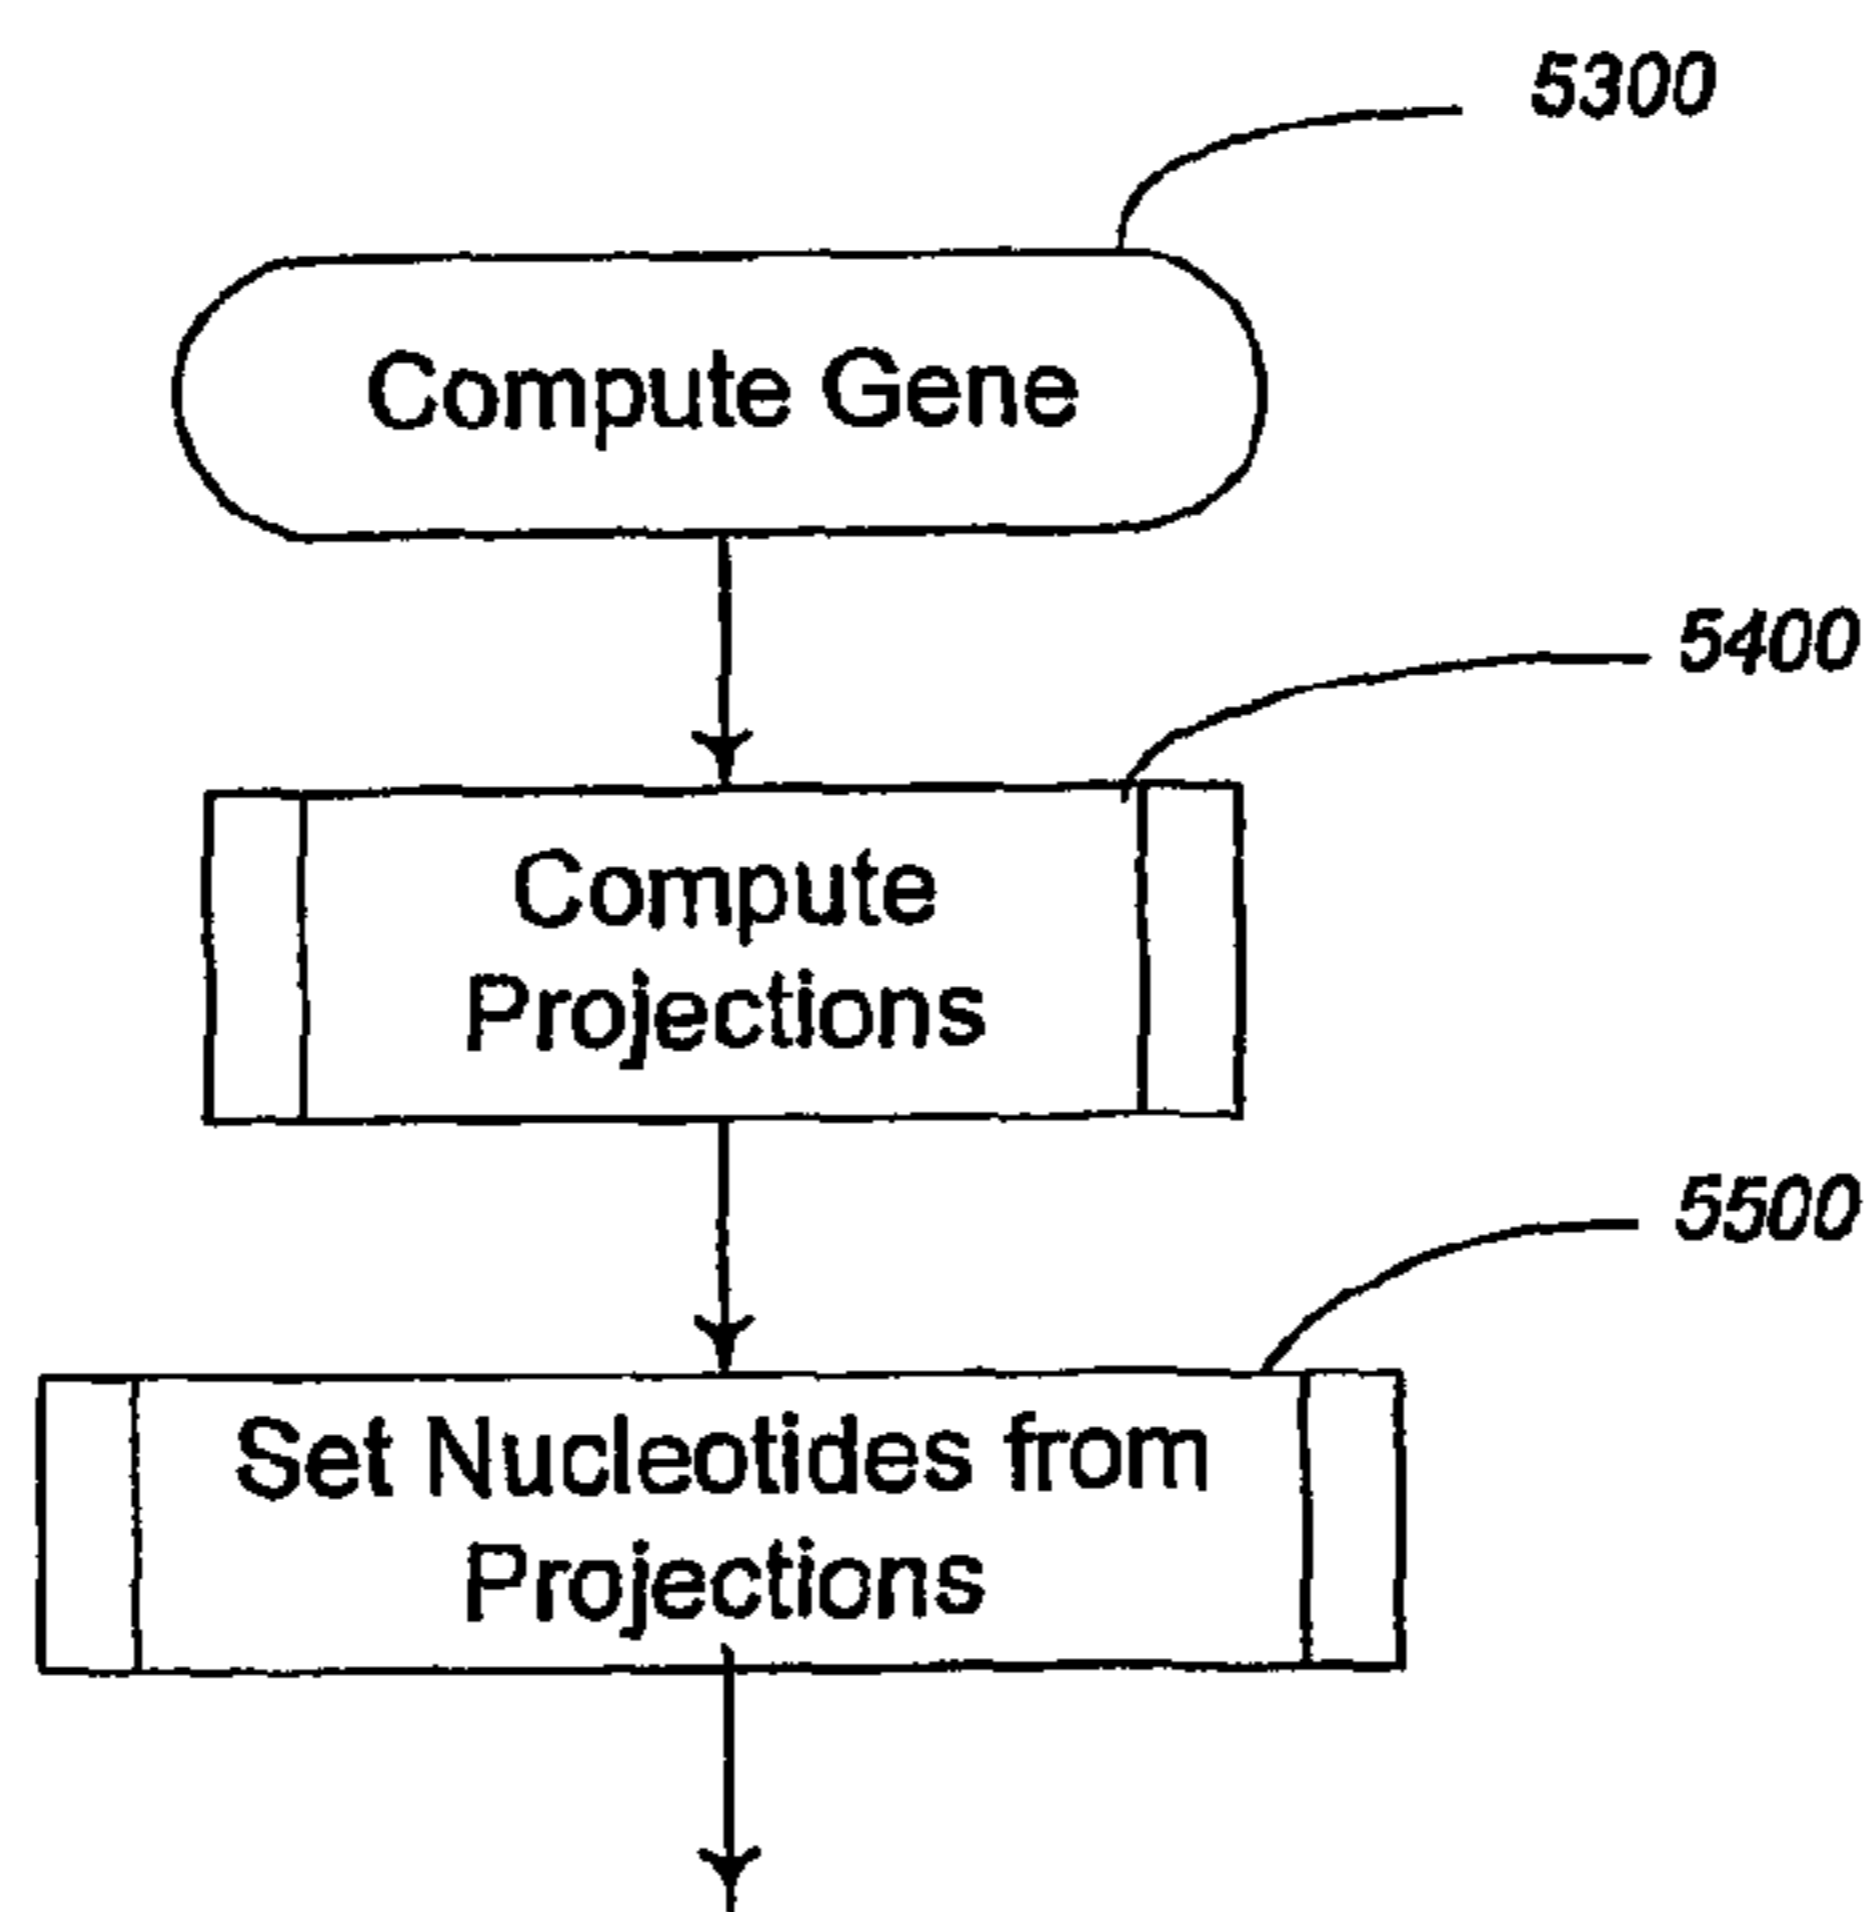 5300
Compute Gene
5400
Compute
Projections
5500
Set Nucleotides from
Projections